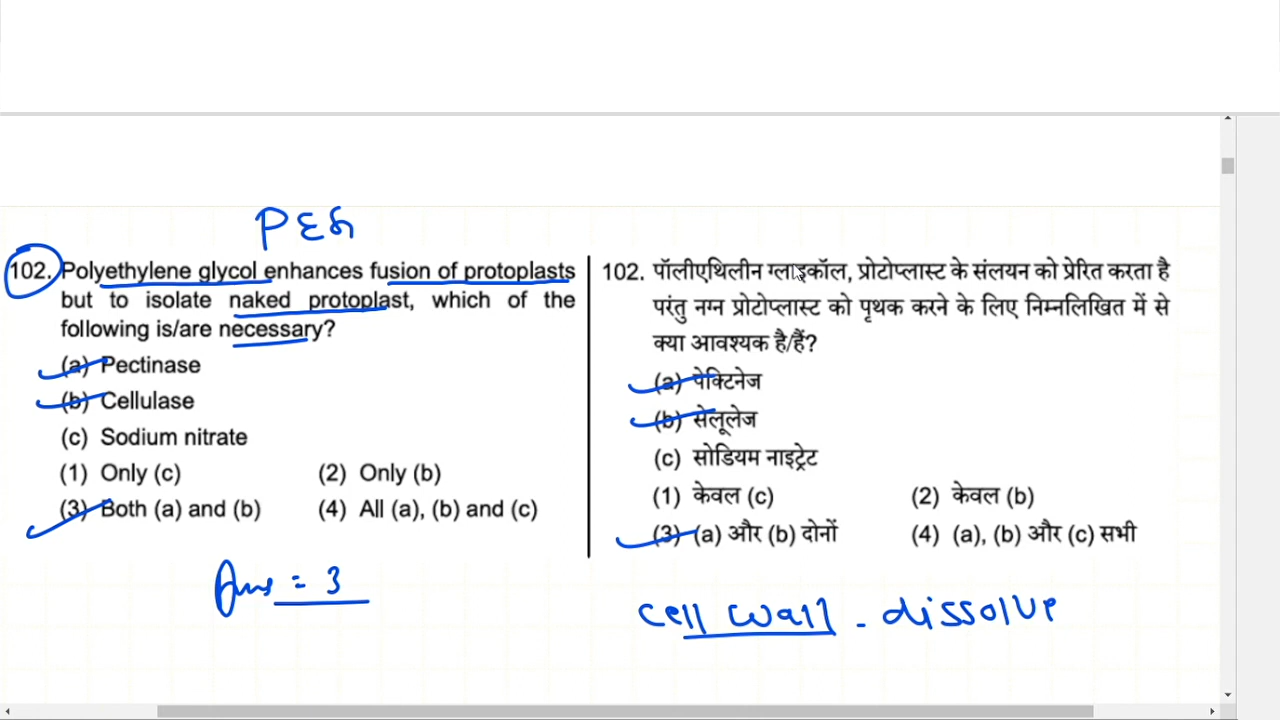 PEG
102. Polyethylene glycol enhances fusion of protoplasts
but to isolate naked protoplast, which of the
following is/are necessary?
(a) Pectinase
(b) Cellulase
(c) Sodium nitrate
(1) Only (c) (2) Only (b)
(3) Both (a) and (b) (4) All (a), (b) and (c)
Ans = 3
102. पॉलीएथिलीन ग्लाइकॉल, प्रोटोप्लास्ट के संलयन को प्रेरित करता है
परंतु नग्न प्रोटोप्लास्ट को पृथक करने के लिए निम्नलिखित में से
क्या आवश्यक है/हैं?
(a) पेक्टिनेज
(b) सेलूलेज
(c) सोडियम नाइट्रेट
(1) केवल (c) (2) केवल (b)
(3) (a) और (b) दोनों (4) (a), (b) और (c) सभी
cell wall - dissolve